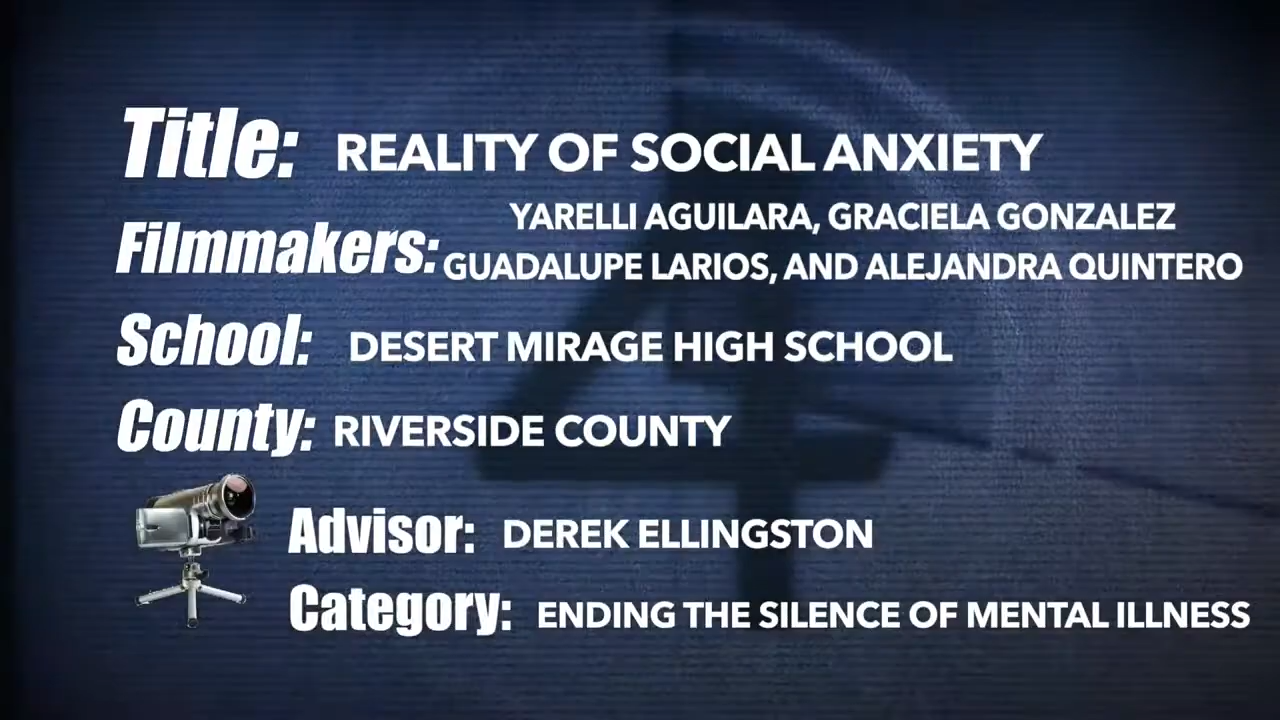 Title: REALITY OF SOCIAL ANXIETY
Filmmakers: YARELLI AGUILARA, GRACIELA GONZALEZ
GUADALUPE LARIOS, AND ALEJANDRA QUINTERO
School: DESERT MIRAGE HIGH SCHOOL
County: RIVERSIDE COUNTY
Advisor: DEREK ELLINGSTON
Category: ENDING THE SILENCE OF MENTAL ILLNESS
4